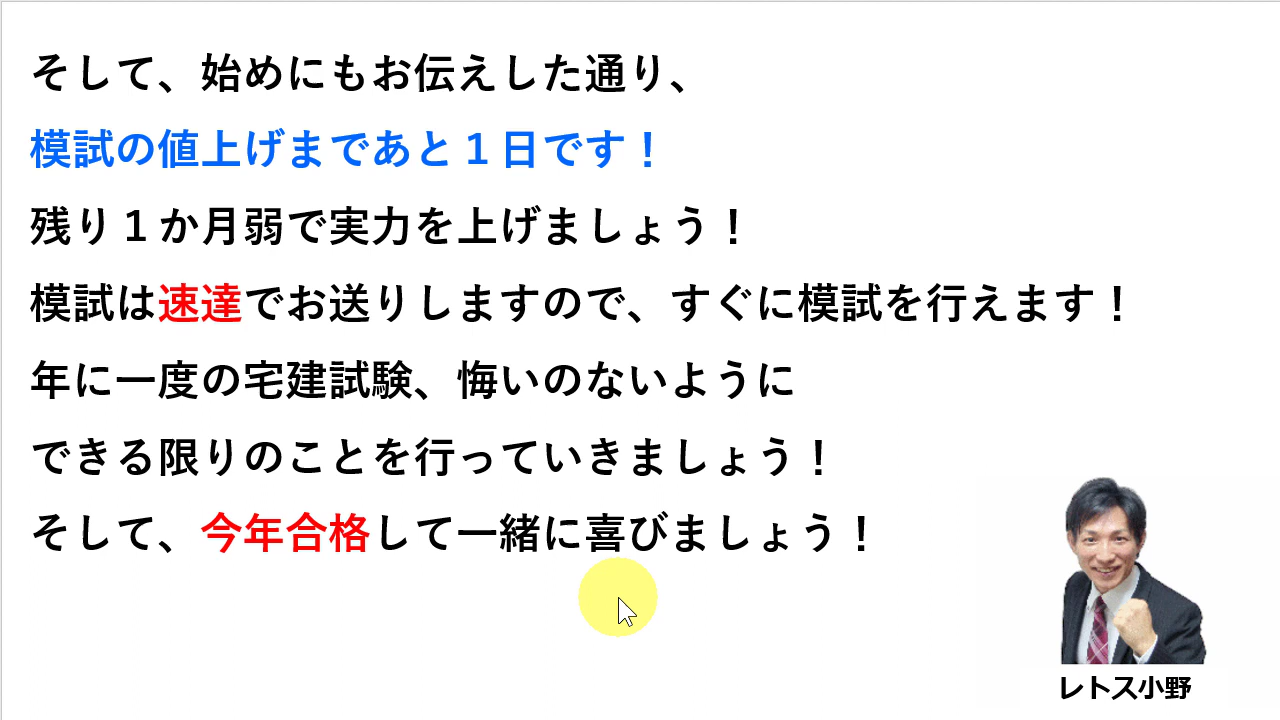 そして、始めにもお伝えした通り、
模試の値上げまであと１日です！
残り１か月弱で実力を上げましょう！
模試は速達でお送りしますので、すぐに模試を行えます！
年に一度の宅建試験、悔いのないように
できる限りのことを行っていきましょう！
そして、今年合格して一緒に喜びましょう！
レトス小野